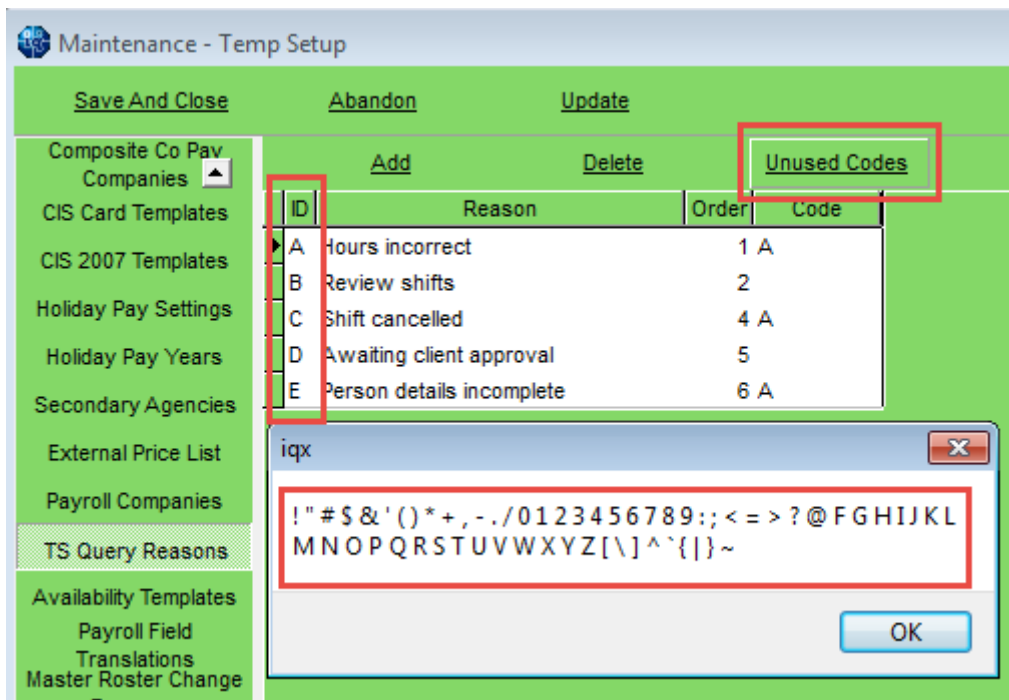 Maintenance - Temp Setup
Save And Close Abandon Update
Composite Co Pay
Companies
CIS Card Templates
CIS 2007 Templates
Holiday Pay Settings
Holiday Pay Years
Secondary Agencies
External Price List
Payroll Companies
TS Query Reasons
Availability Templates
Payroll Field
Translations
Master Roster Change
Add Delete Unused Codes
ID Reason Order Code
A Hours incorrect 1 A
B Review shifts 2
C Shift cancelled 4 A
D Awaiting client approval 5
E Person details incomplete 6 A
iqx
! " # $ & ' ( ) * + , - . / 0 1 2 3 4 5 6 7 8 9 : ; < = > ? @ F G H I J K L
M N O P Q R S T U V W X Y Z [ \ ] ^ ` { | } ~
OK